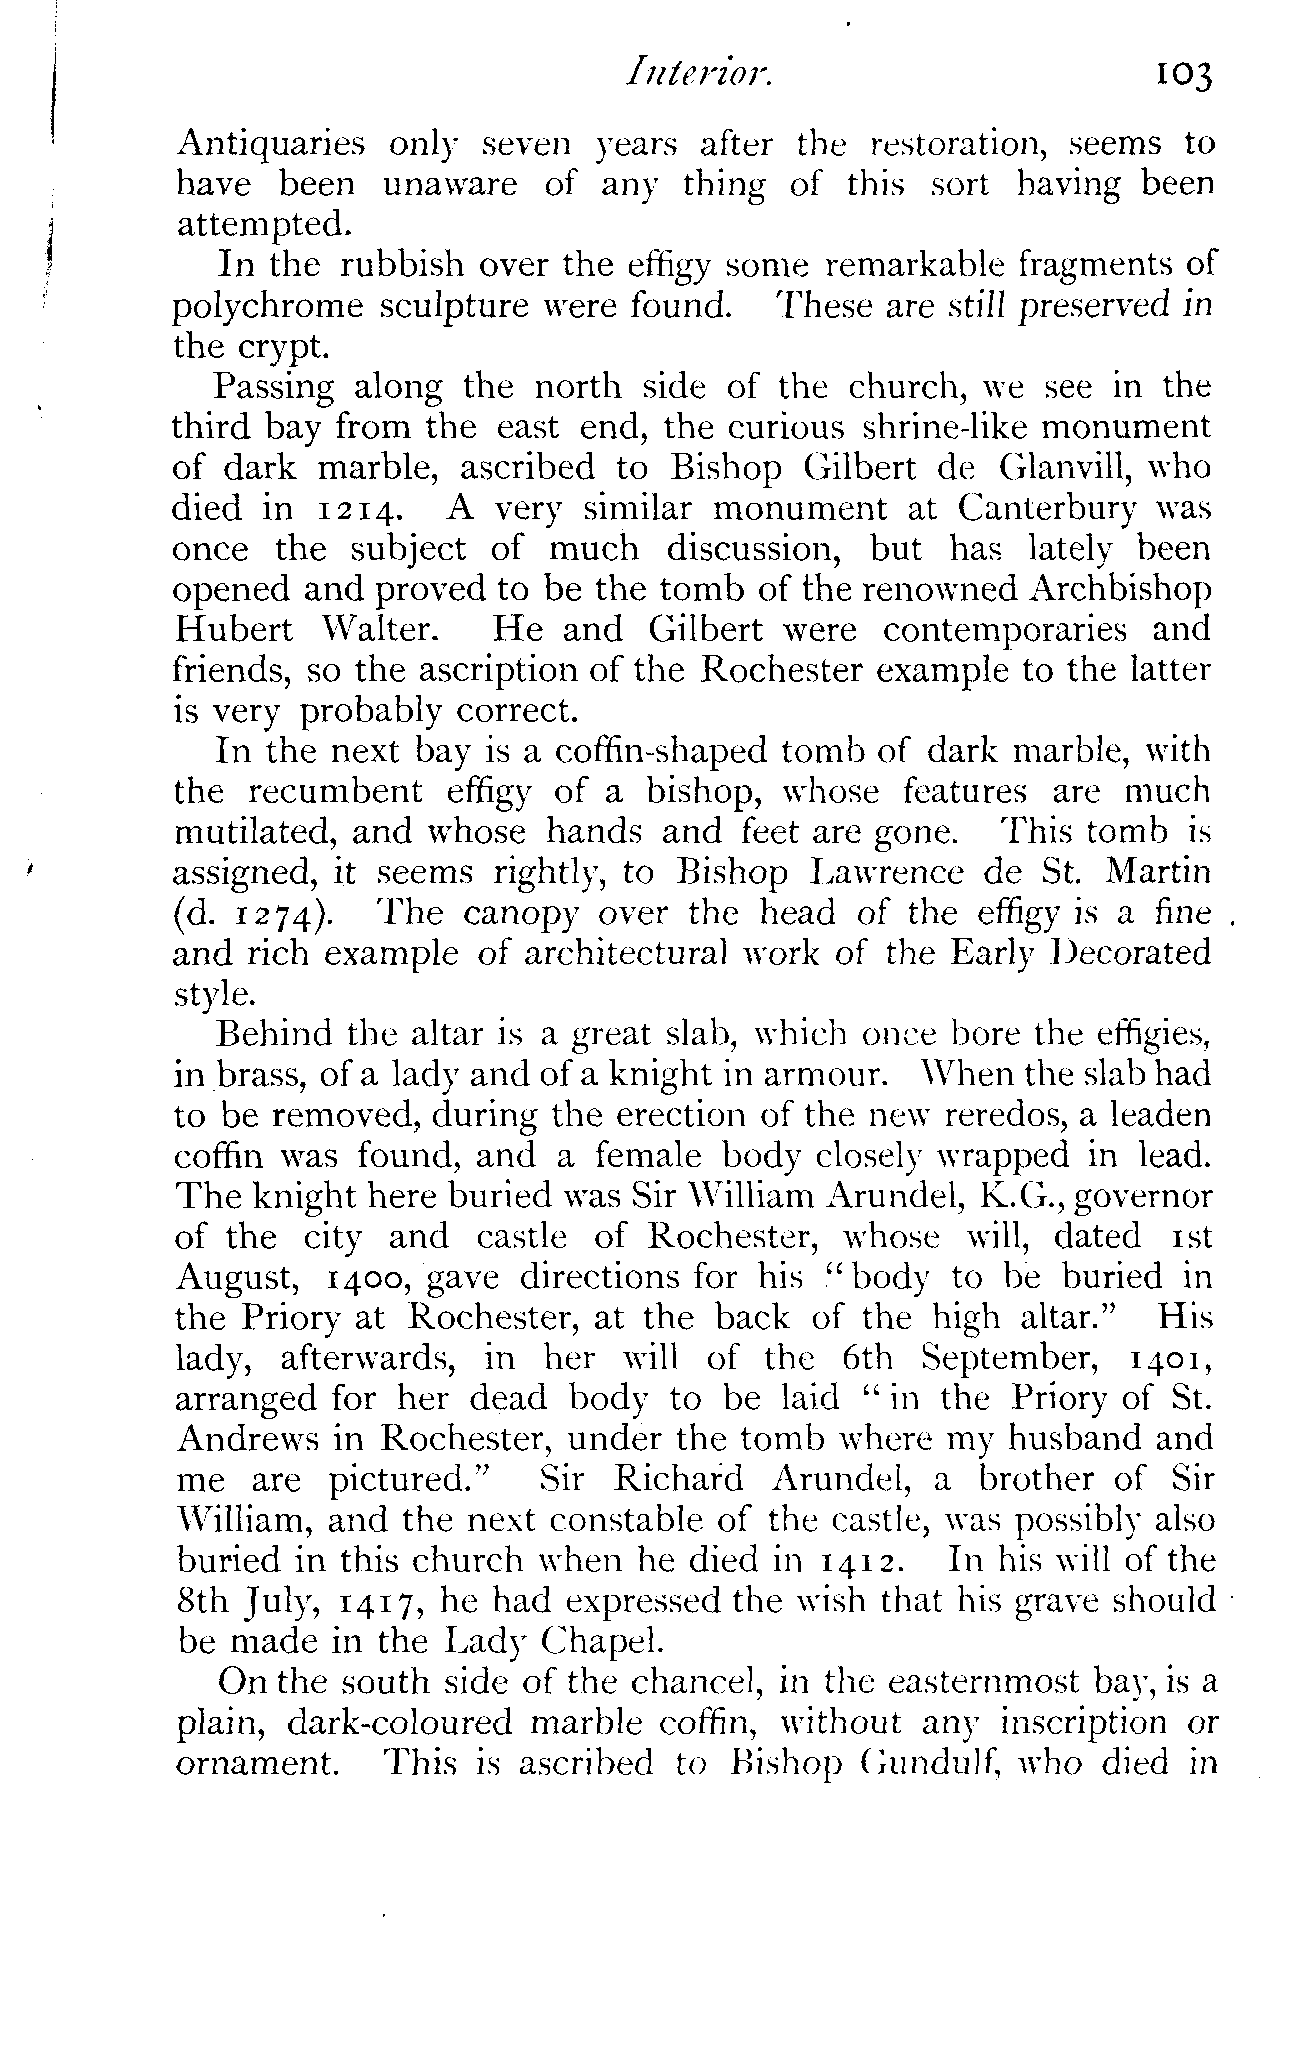 Interior. 103
Antiquaries only seven years after the restoration, seems to
have been unaware of any thing of this sort having been
attempted.
In the rubbish over the effigy some remarkable fragments of
polychrome sculpture were found. These are still preserved in
the crypt.
Passing along the north side of the church, we see in the
third bay from the east end, the curious shrine-like monument
of dark marble, ascribed to Bishop Gilbert de Glanvill, who
died in 1214. A very similar monument at Canterbury was
once the subject of much discussion, but has lately been
opened and proved to be the tomb of the renowned Archbishop
Hubert Walter. He and Gilbert were contemporaries and
friends, so the ascription of the Rochester example to the latter
is very probably correct.
In the next bay is a coffin-shaped tomb of dark marble, with
the recumbent effigy of a bishop, whose features are much
mutilated, and whose hands and feet are gone. This tomb is
assigned, it seems rightly, to Bishop Lawrence de St. Martin
(d. 1274). The canopy over the head of the effigy is a fine
and rich example of architectural work of the Early Decorated
style.
Behind the altar is a great slab, which once bore the effigies,
in brass, of a lady and of a knight in armour. When the slab had
to be removed, during the erection of the new reredos, a leaden
coffin was found, and a female body closely wrapped in lead.
The knight here buried was Sir William Arundel, K.G., governor
of the city and castle of Rochester, whose will, dated 1st
August, 1400, gave directions for his "body to be buried in
the Priory at Rochester, at the back of the high altar." His
lady, afterwards, in her will of the 6th September, 1401,
arranged for her dead body to be laid "in the Priory of St.
Andrews in Rochester, under the tomb where my husband and
me are pictured." Sir Richard Arundel, a brother of Sir
William, and the next constable of the castle, was possibly also
buried in this church when he died in 1412. In his will of the
8th July, 1417, he had expressed the wish that his grave should
be made in the Lady Chapel.
On the south side of the chancel, in the easternmost bay, is a
plain, dark-coloured marble coffin, without any inscription or
ornament. This is ascribed to Bishop Gundulf, who died in